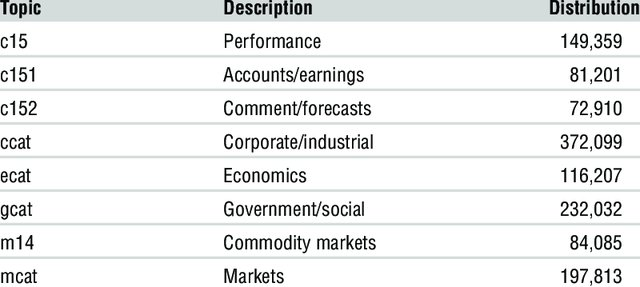 Topic Description Distribution
c15 Performance 149,359
c151 Accounts/earnings 81,201
c152 Comment/forecasts 72,910
ccat Corporate/industrial 372,099
ecat Economics 116,207
gcat Government/social 232,032
m14 Commodity markets 84,085
mcat Markets 197,813